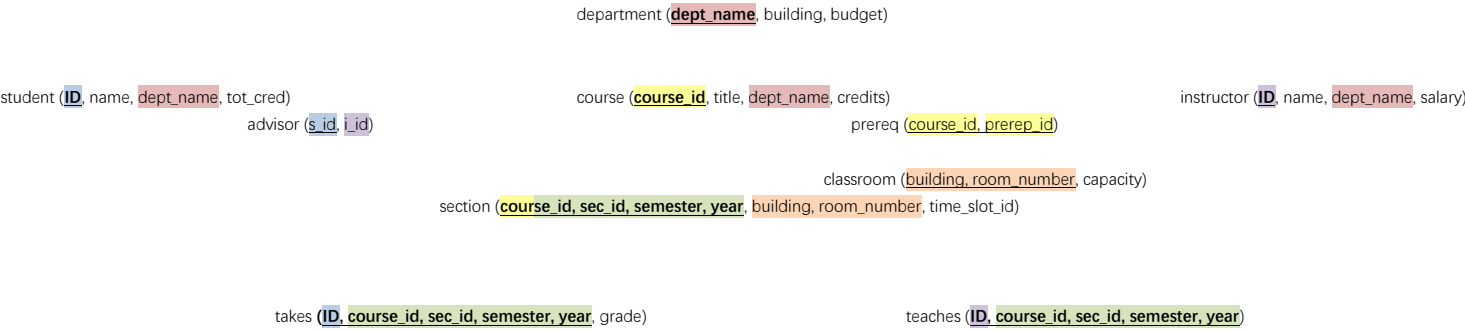 department (dept_name, building, budget)
student (ID, name, dept_name, tot_cred)
course (course_id, title, dept_name, credits)
instructor (ID, name, dept_name, salary)
advisor (s_id, i_id)
prereq (course_id, prerep_id)
classroom (building, room_number, capacity)
section (course_id, sec_id, semester, year, building, room_number, time_slot_id)
takes (ID, course_id, sec_id, semester, year, grade)
teaches (ID, course_id, sec_id, semester, year)